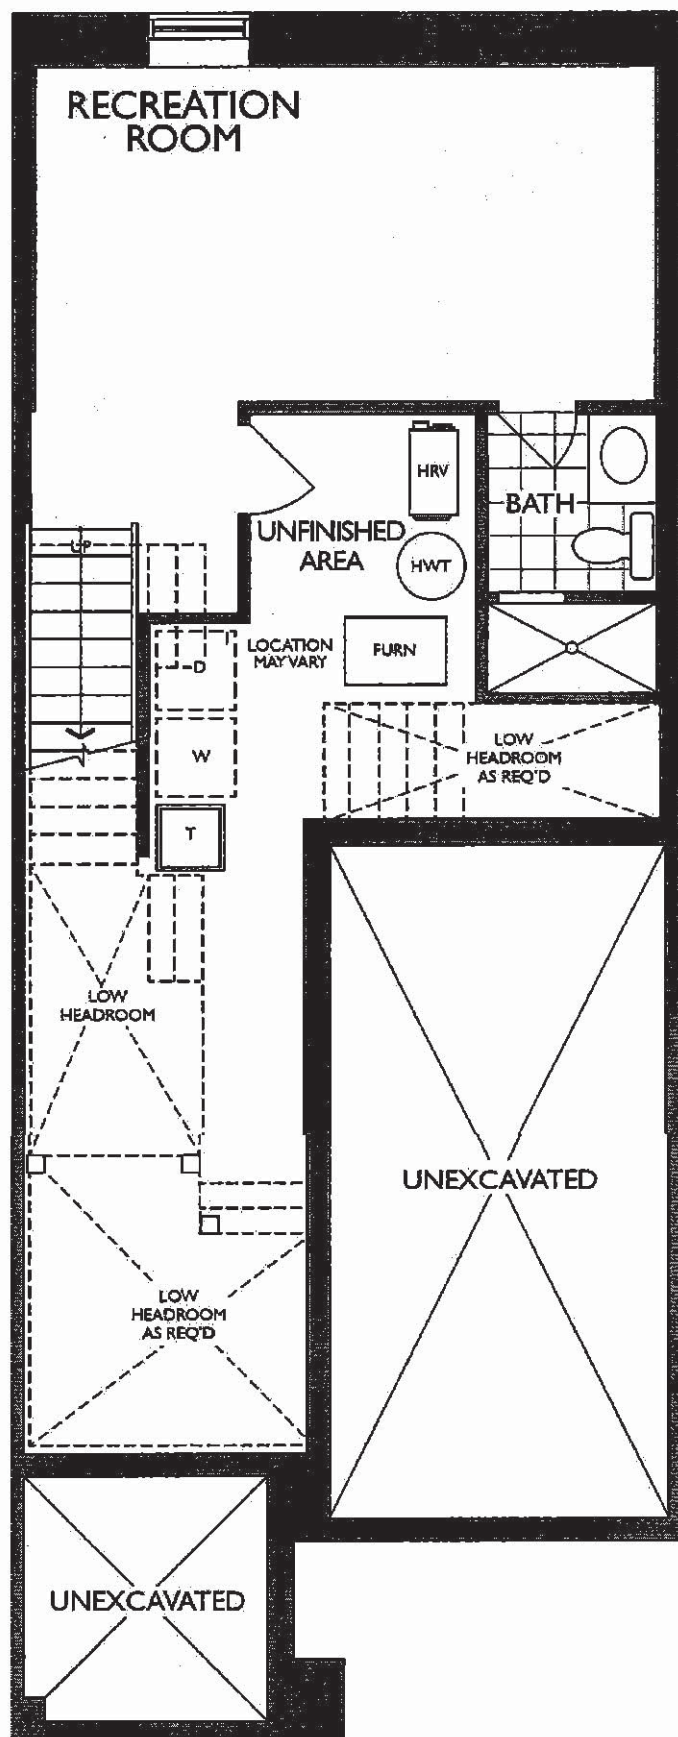 RECREATION
ROOM
HRV
BATH
UNFINISHED
AREA
UP
HWT
LOCATION
MAY VARY
FURN
D
W
LOW
HEADROOM
AS REQ'D
T
LOW
HEADROOM
UNEXCAVATED
LOW
HEADROOM
AS REQ'D
UNEXCAVATED